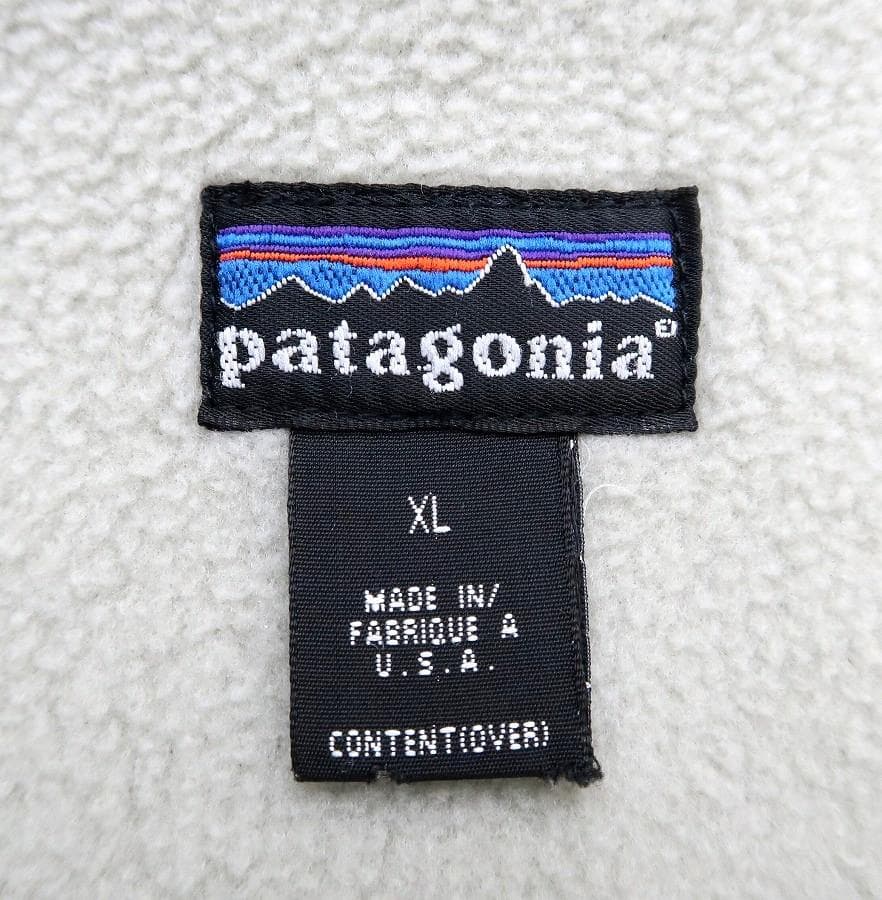 patagonia®
XL
MADE IN/
FABRIQUE A
U.S.A.
CONTENT(OVER)